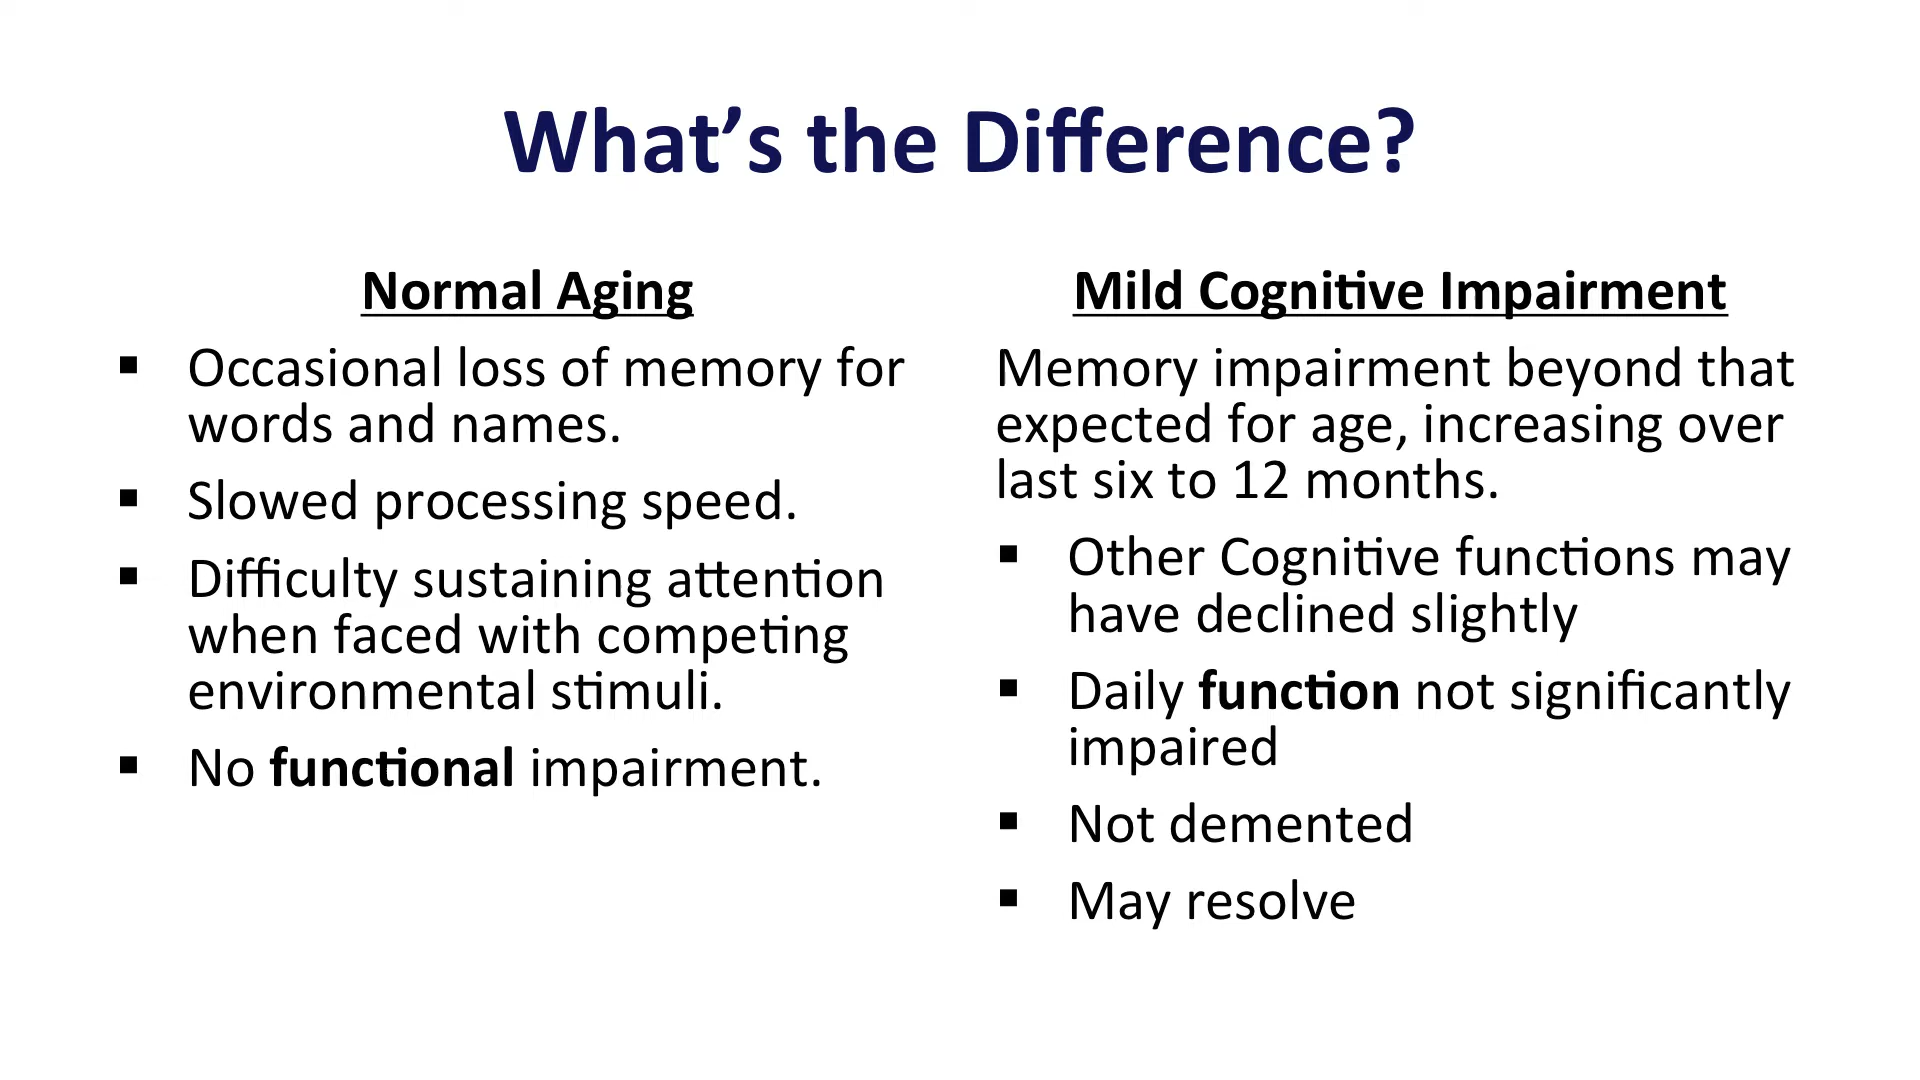 What’s the Difference?
Normal Aging
▪ Occasional loss of memory for
words and names.
▪ Slowed processing speed.
▪ Difficulty sustaining attention
when faced with competing
environmental stimuli.
▪ No functional impairment.
Mild Cognitive Impairment
Memory impairment beyond that
expected for age, increasing over
last six to 12 months.
▪ Other Cognitive functions may
have declined slightly
▪ Daily function not significantly
impaired
▪ Not demented
▪ May resolve